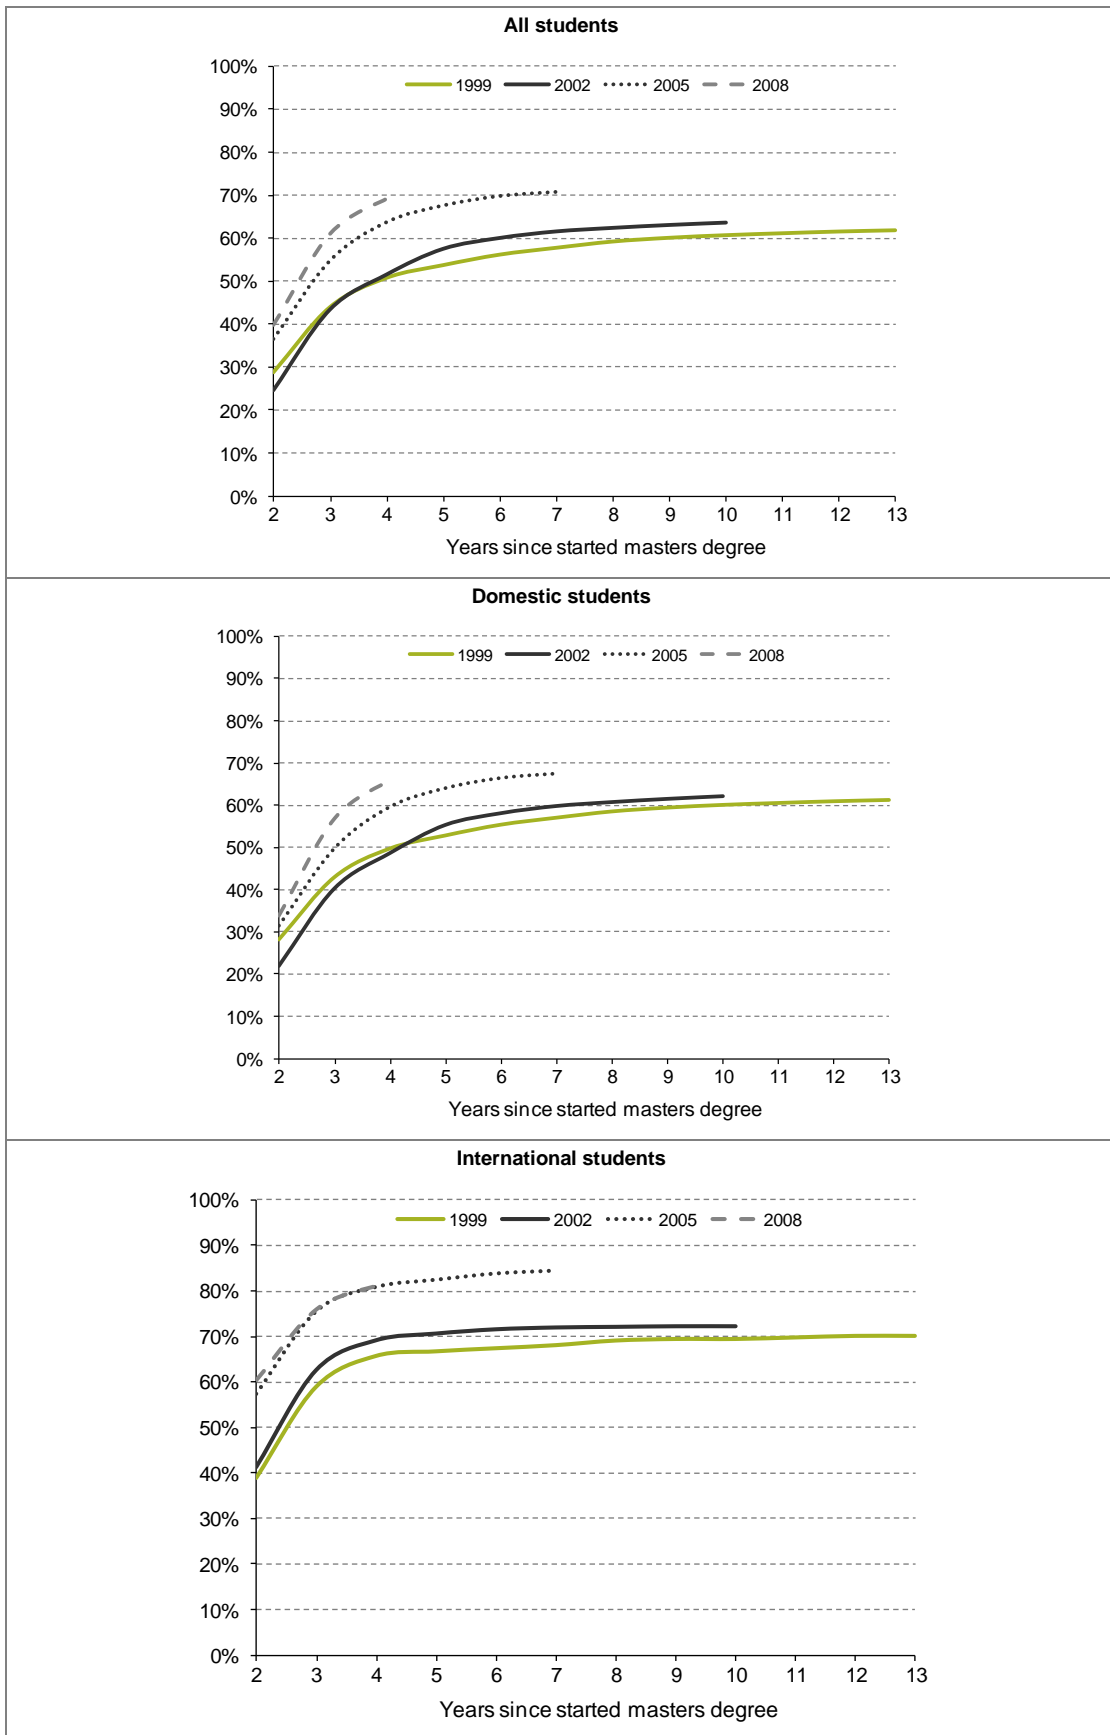 All students
1999 2002 2005 2008
100%
90%
80%
70%
60%
50%
40%
30%
20%
10%
0%
2 3 4 5 6 7 8 9 10 11 12 13
Years since started masters degree
Domestic students
1999 2002 2005 2008
100%
90%
80%
70%
60%
50%
40%
30%
20%
10%
0%
2 3 4 5 6 7 8 9 10 11 12 13
Years since started masters degree
International students
1999 2002 2005 2008
100%
90%
80%
70%
60%
50%
40%
30%
20%
10%
0%
2 3 4 5 6 7 8 9 10 11 12 13
Years since started masters degree